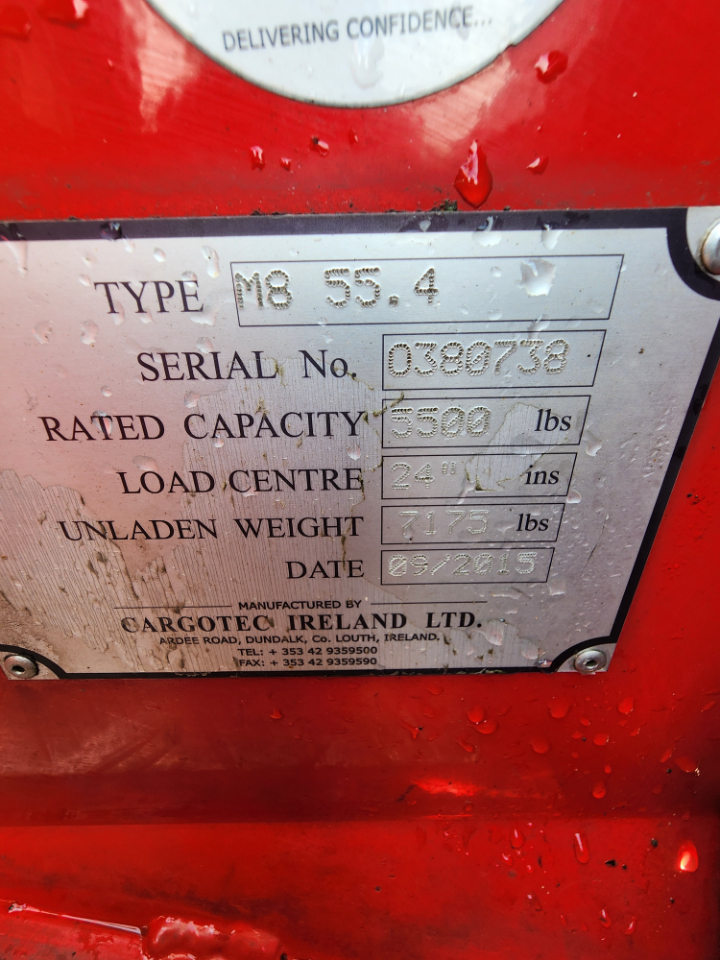 DELIVERING CONFIDENCE...
TYPE M8 55.4
SERIAL No. 0380738
RATED CAPACITY 5500 lbs
LOAD CENTRE 24" ins
UNLADEN WEIGHT 7175 lbs
DATE 09/2015
MANUFACTURED BY
CARGOTEC IRELAND LTD.
ARDEE ROAD, DUNDALK, Co. LOUTH, IRELAND.
TEL: + 353 42 9359500
FAX: + 353 42 9359590